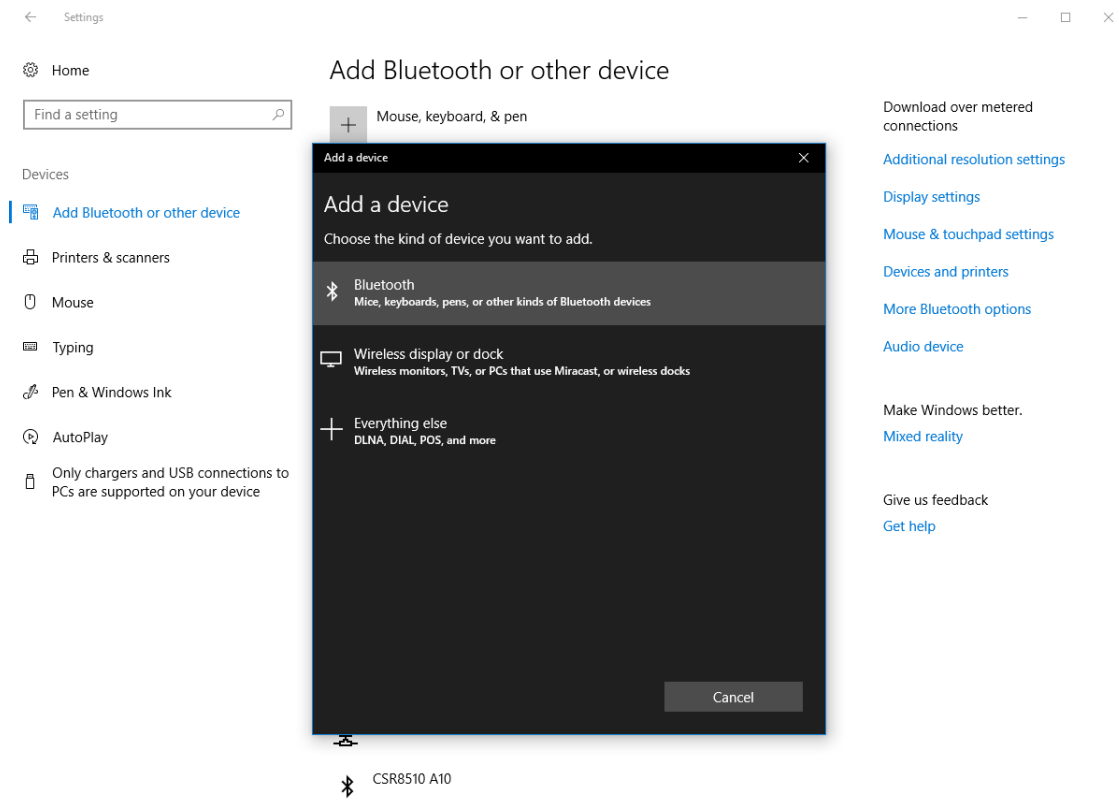 Settings
Home
Find a setting
Devices
Add Bluetooth or other device
Printers & scanners
Mouse
Typing
Pen & Windows Ink
AutoPlay
Only chargers and USB connections to
PCs are supported on your device
Add Bluetooth or other device
Mouse, keyboard, & pen
Add a device
Add a device
Choose the kind of device you want to add.
Bluetooth
Mice, keyboards, pens, or other kinds of Bluetooth devices
Wireless display or dock
Wireless monitors, TVs, or PCs that use Miracast, or wireless docks
Everything else
DLNA, DIAL, POS, and more
Cancel
CSR8510 A10
Download over metered
connections
Additional resolution settings
Display settings
Mouse & touchpad settings
Devices and printers
More Bluetooth options
Audio device
Make Windows better.
Mixed reality
Give us feedback
Get help